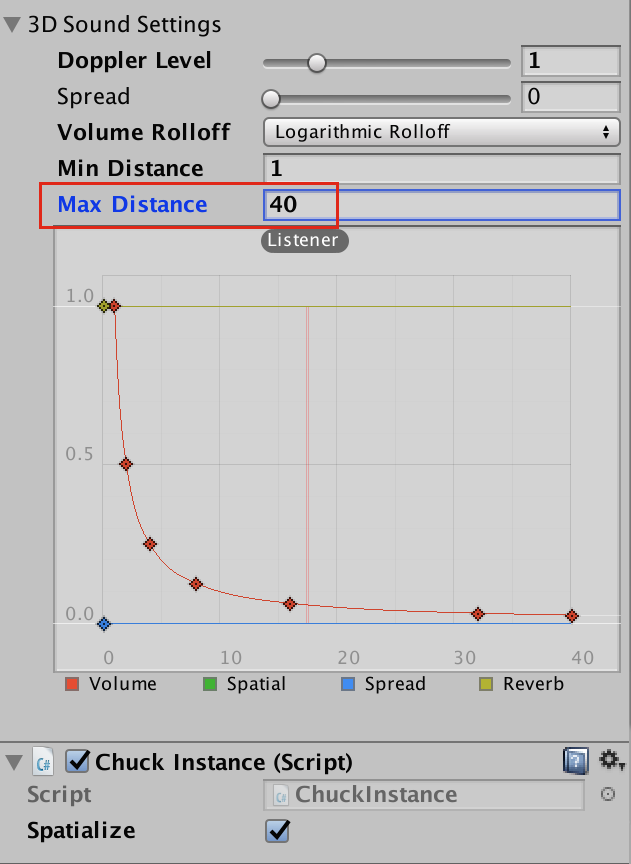 3D Sound Settings
Doppler Level 1
Spread 0
Volume Rolloff Logarithmic Rolloff
Min Distance 1
Max Distance 40
Listener
1.0
0.5
0.0
0 10 20 30 40
Volume Spatial Spread Reverb
C# Chuck Instance (Script) ?
Script C# ChuckInstance
Spatialize